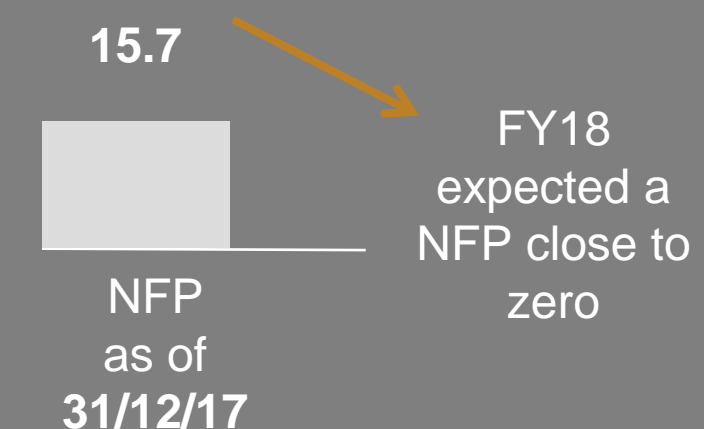 15.7
NFP
as of
31/12/17
FY18
expected a
NFP close to
zero